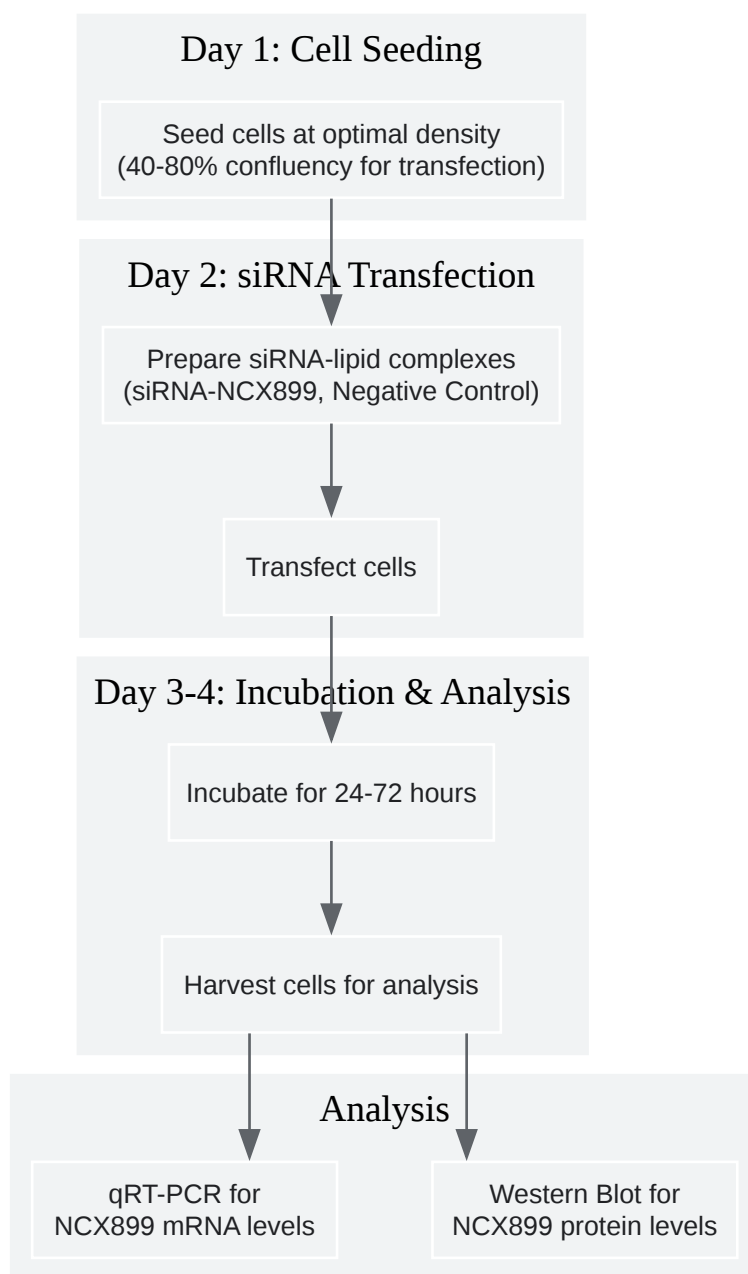 Day 1: Cell Seeding
Seed cells at optimal density
(40-80% confluency for transfection)
Day 2: siRNA Transfection
Prepare siRNA-lipid complexes
(siRNA-NCX899, Negative Control)
Transfect cells
Day 3-4: Incubation & Analysis
Incubate for 24-72 hours
Harvest cells for analysis
Analysis
qRT-PCR for
NCX899 mRNA levels
Western Blot for
NCX899 protein levels